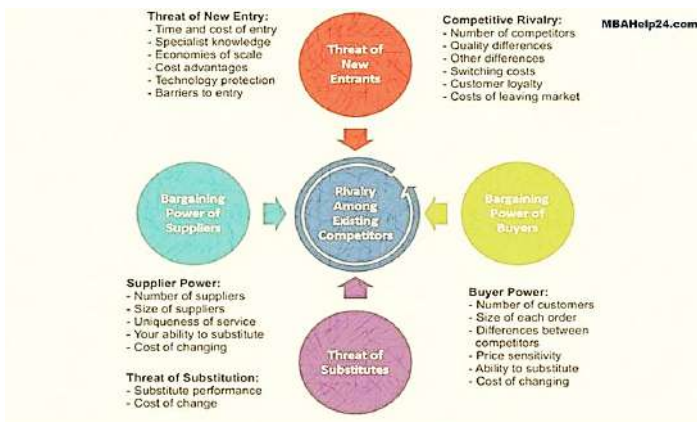 Threat of New Entry:
- Time and cost of entry
- Specialist knowledge
- Economies of scale
- Cost advantages
- Technology protection
- Barriers to entry
Threat of
New
Entrants
Competitive Rivalry:
- Number of competitors
- Quality differences
- Other differences
- Switching costs
- Customer loyalty
- Costs of leaving market
MBAHelp24.com
Bargaining
Power of
Suppliers
Rivalry
Among
Existing
Competitors
Bargaining
Power of
Buyers
Supplier Power:
- Number of suppliers
- Size of suppliers
- Uniqueness of service
- Your ability to substitute
- Cost of changing
Threat of Substitution:
- Substitute performance
- Cost of change
Threat of
Substitutes
Buyer Power:
- Number of customers
- Size of each order
- Differences between
competitors
- Price sensitivity
- Ability to substitute
- Cost of changing